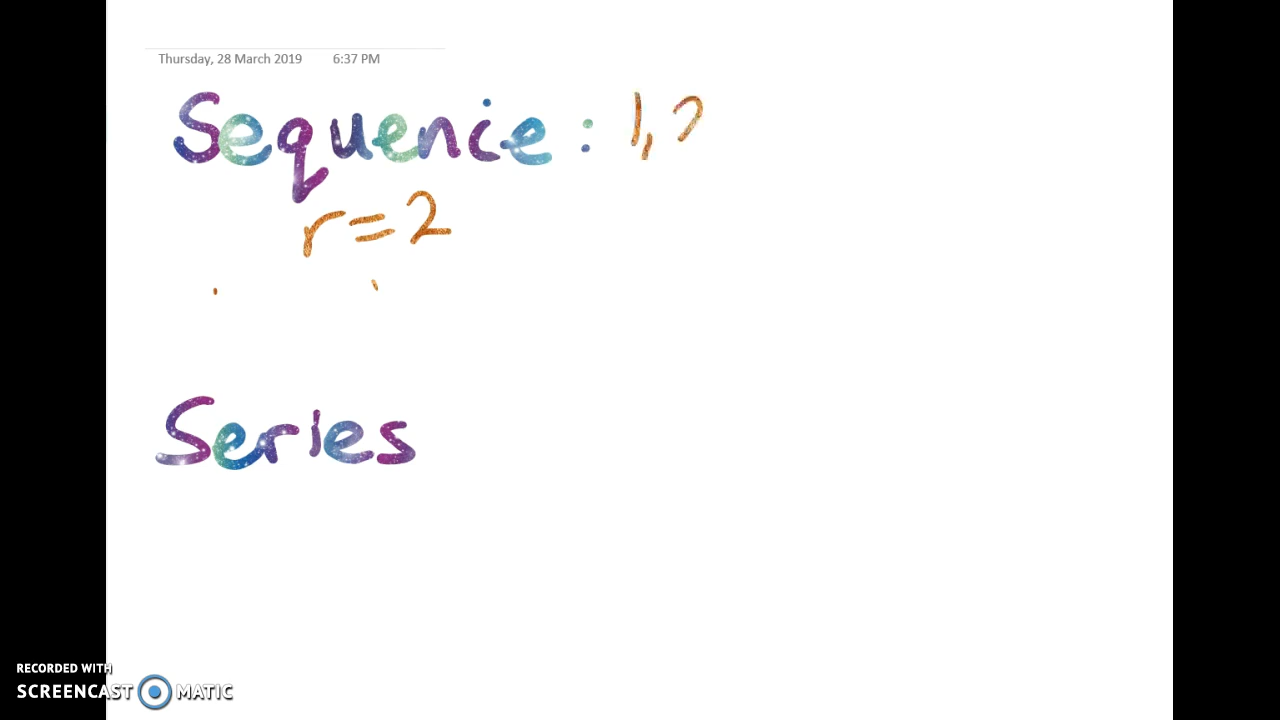 Thursday, 28 March 2019 6:37 PM
Sequence : 1, 2
r = 2
Series
RECORDED WITH
SCREENCAST MATIC